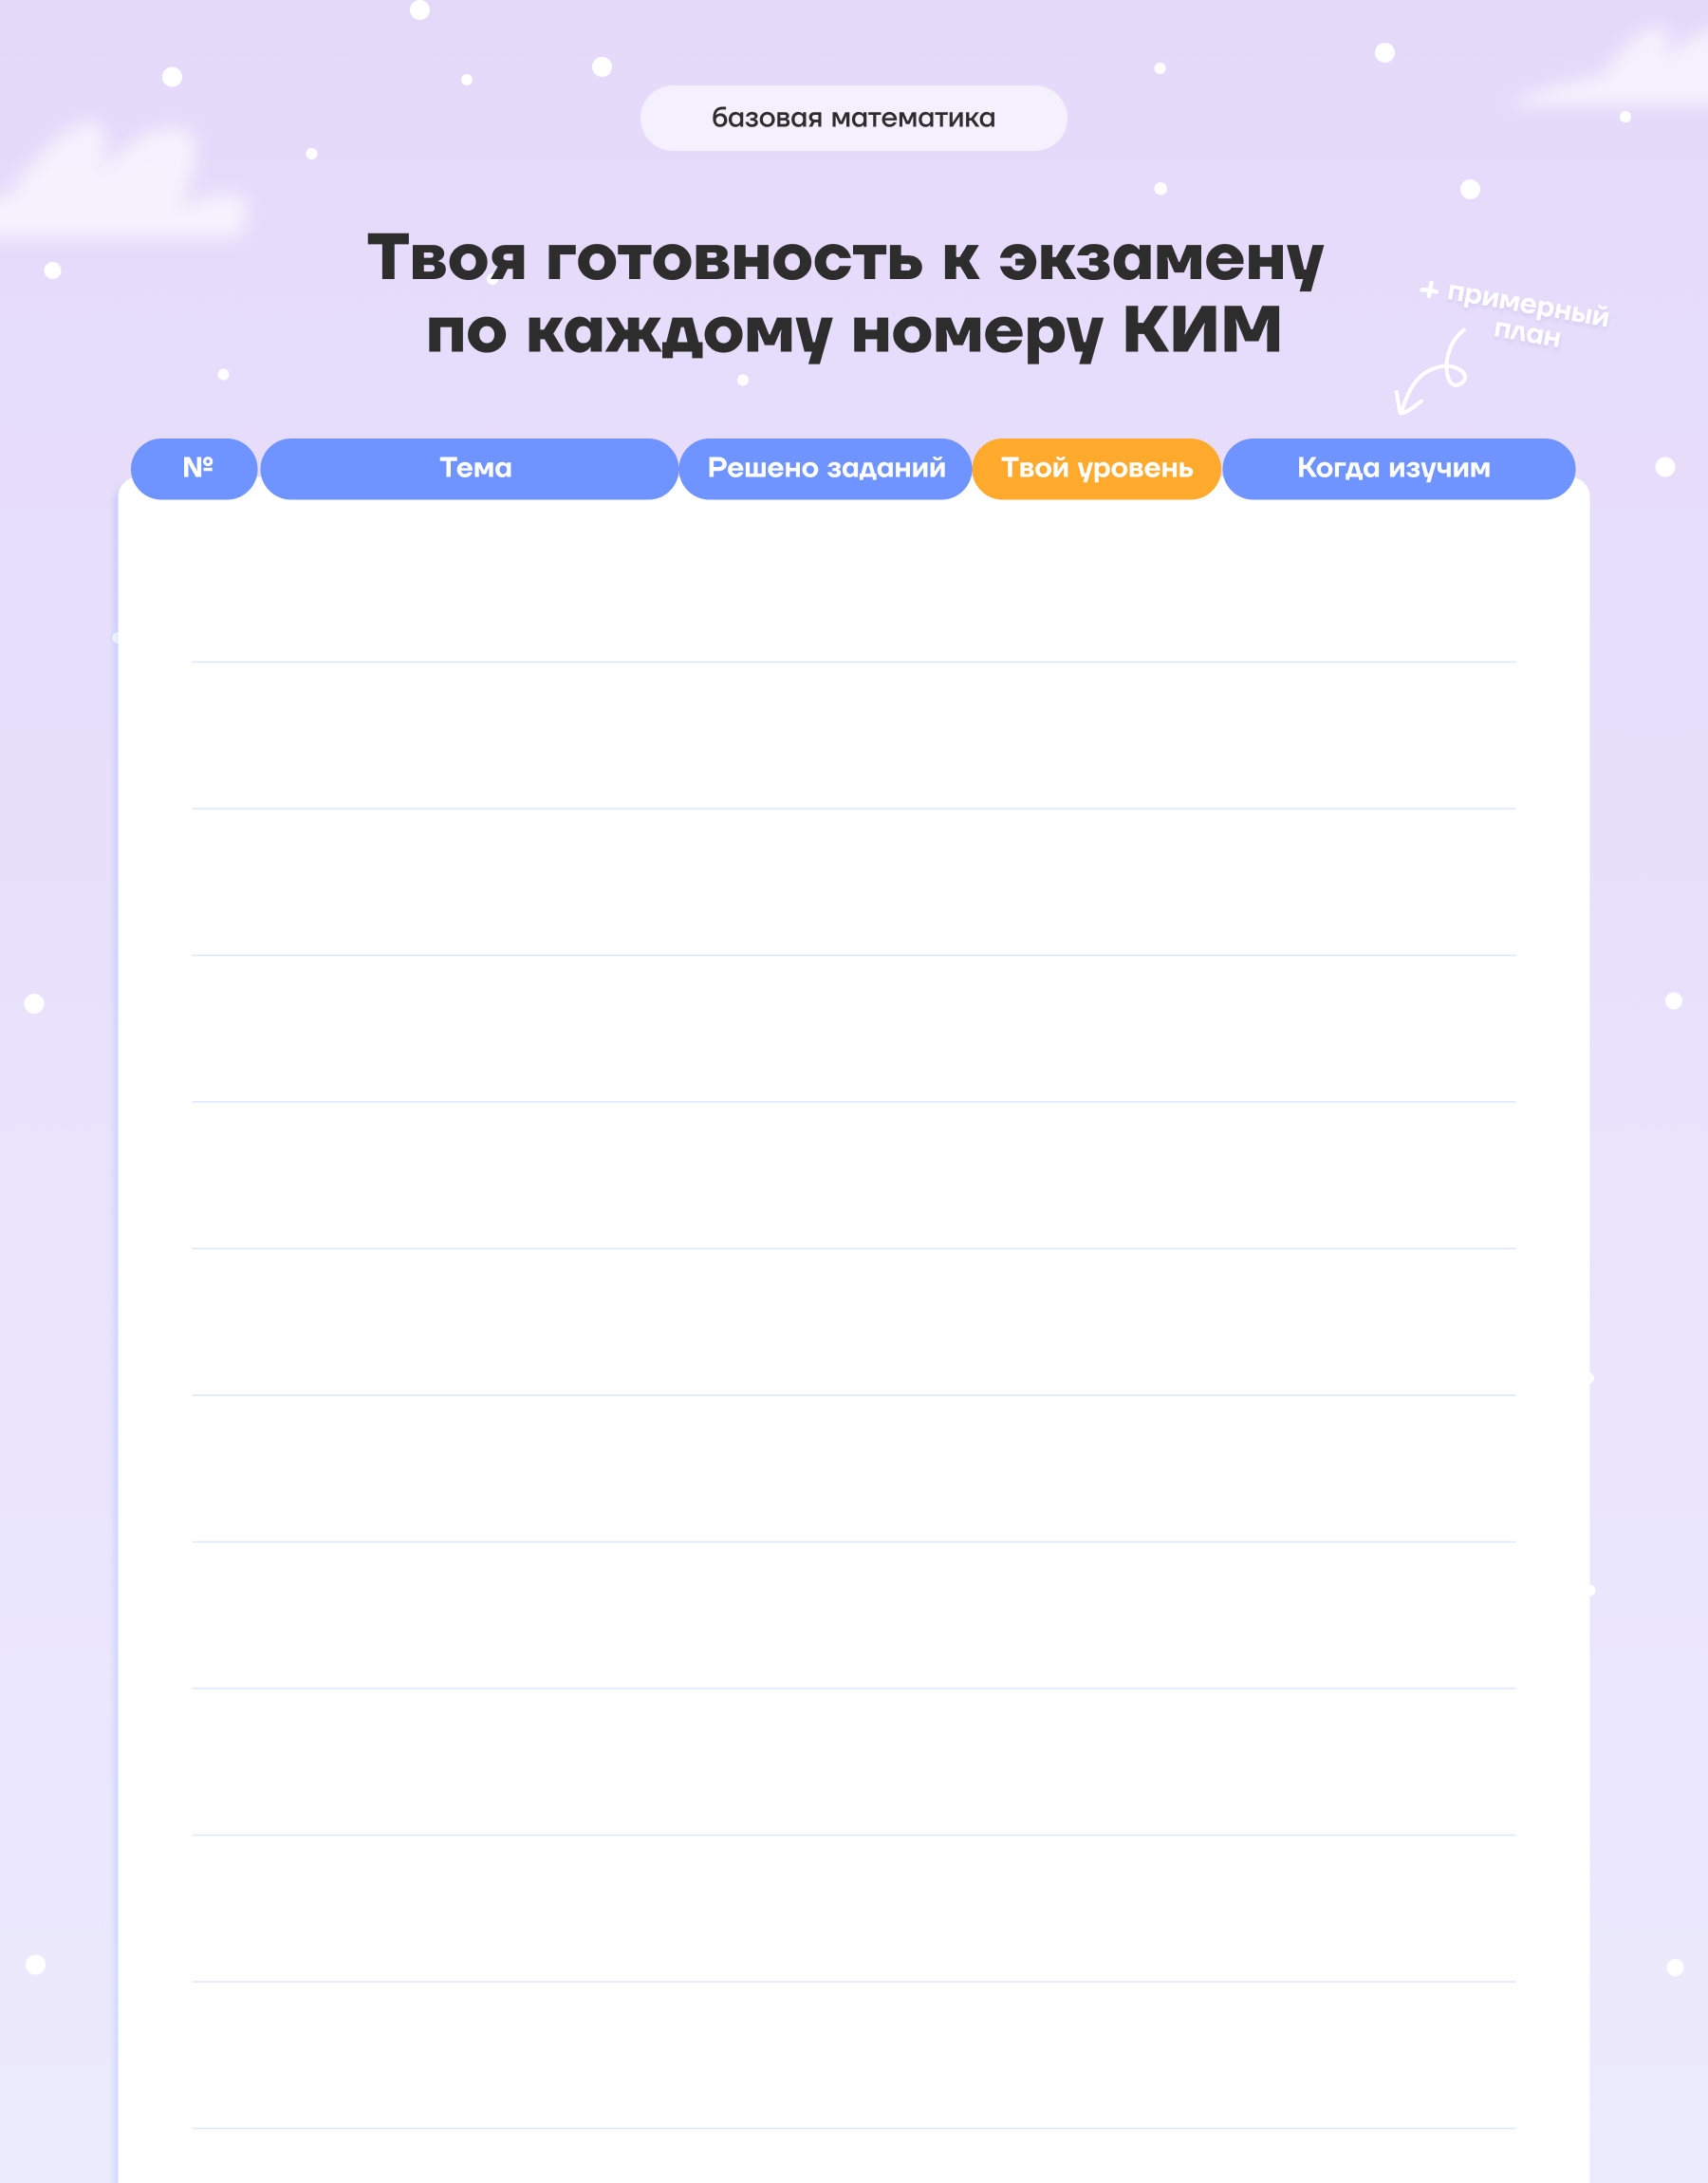 базовая математика
Твоя готовность к экзамену
по каждому номеру КИМ
+ примерный
план
№ Тема Решено заданий Твой уровень Когда изучим